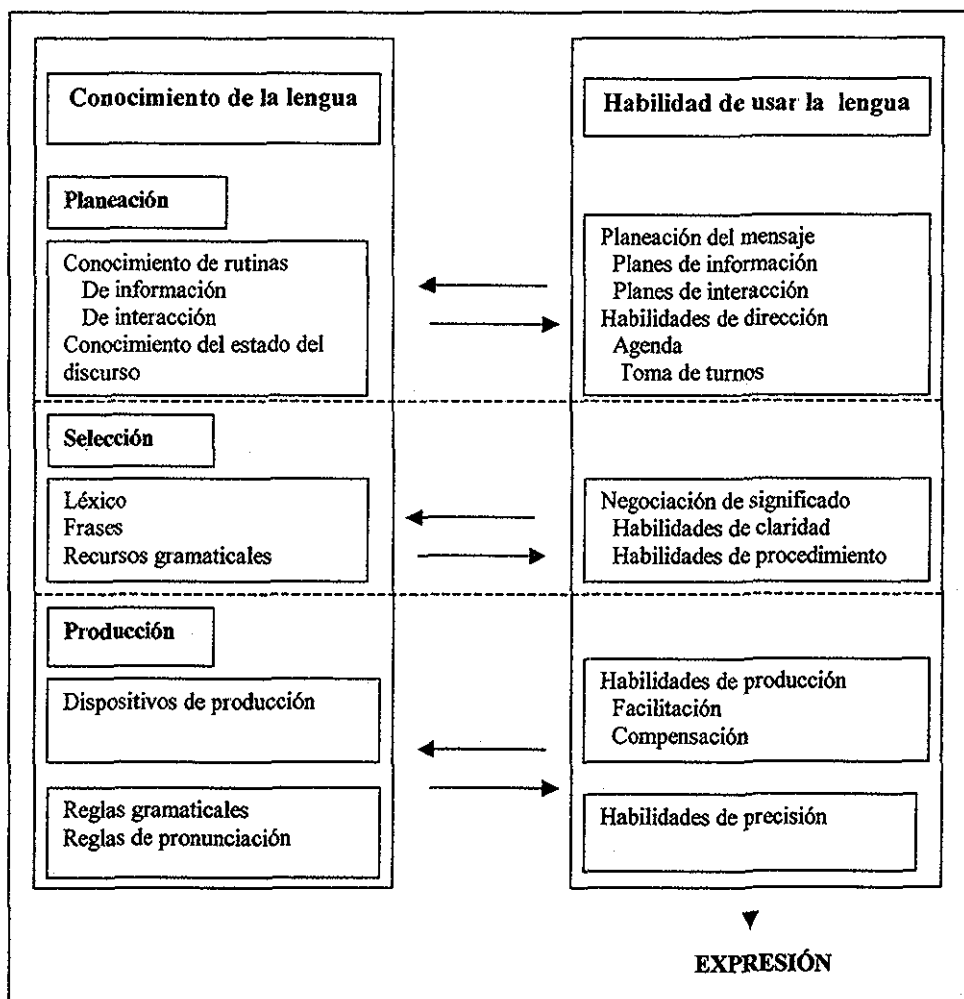 Conocimiento de la lengua
Habilidad de usar la lengua
Planeación
Conocimiento de rutinas
De información
De interacción
Conocimiento del estado del
discurso
Planeación del mensaje
Planes de información
Planes de interacción
Habilidades de dirección
Agenda
Toma de turnos
Selección
Léxico
Frases
Recursos gramaticales
Negociación de significado
Habilidades de claridad
Habilidades de procedimiento
Producción
Dispositivos de producción
Habilidades de producción
Facilitación
Compensación
Reglas gramaticales
Reglas de pronunciación
Habilidades de precisión
EXPRESIÓN